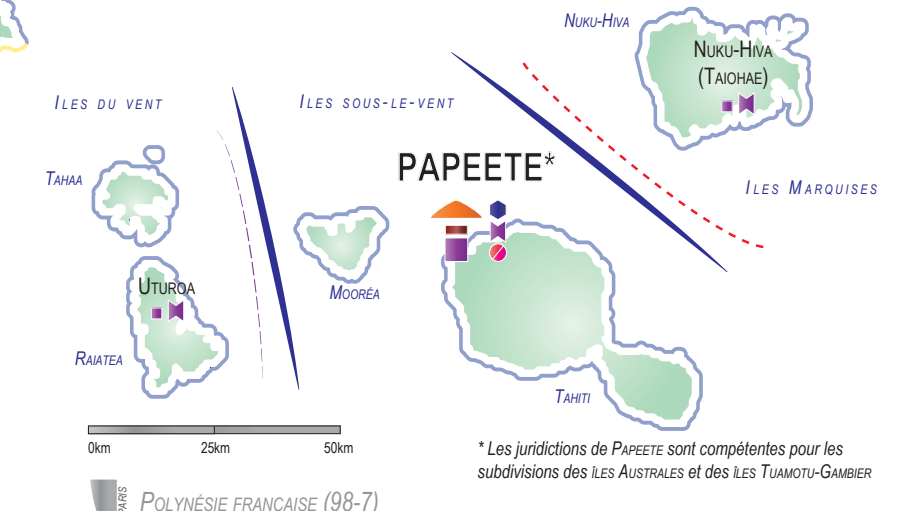 NUKU-HIVA
NUKU-HIVA
(TAIOHAE)
ILES DU VENT
ILES SOUS-LE-VENT
PAPEETE*
ILES MARQUISES
TAHAA
UTUROA
MOORÉA
RAIATEA
TAHITI
0km 25km 50km
* Les juridictions de PAPEETE sont compétentes pour les
subdivisions des ÎLES AUSTRALES et des ÎLES TUAMOTU-GAMBIER
PARIS
POLYNÉSIE FRANCAISE (98-7)